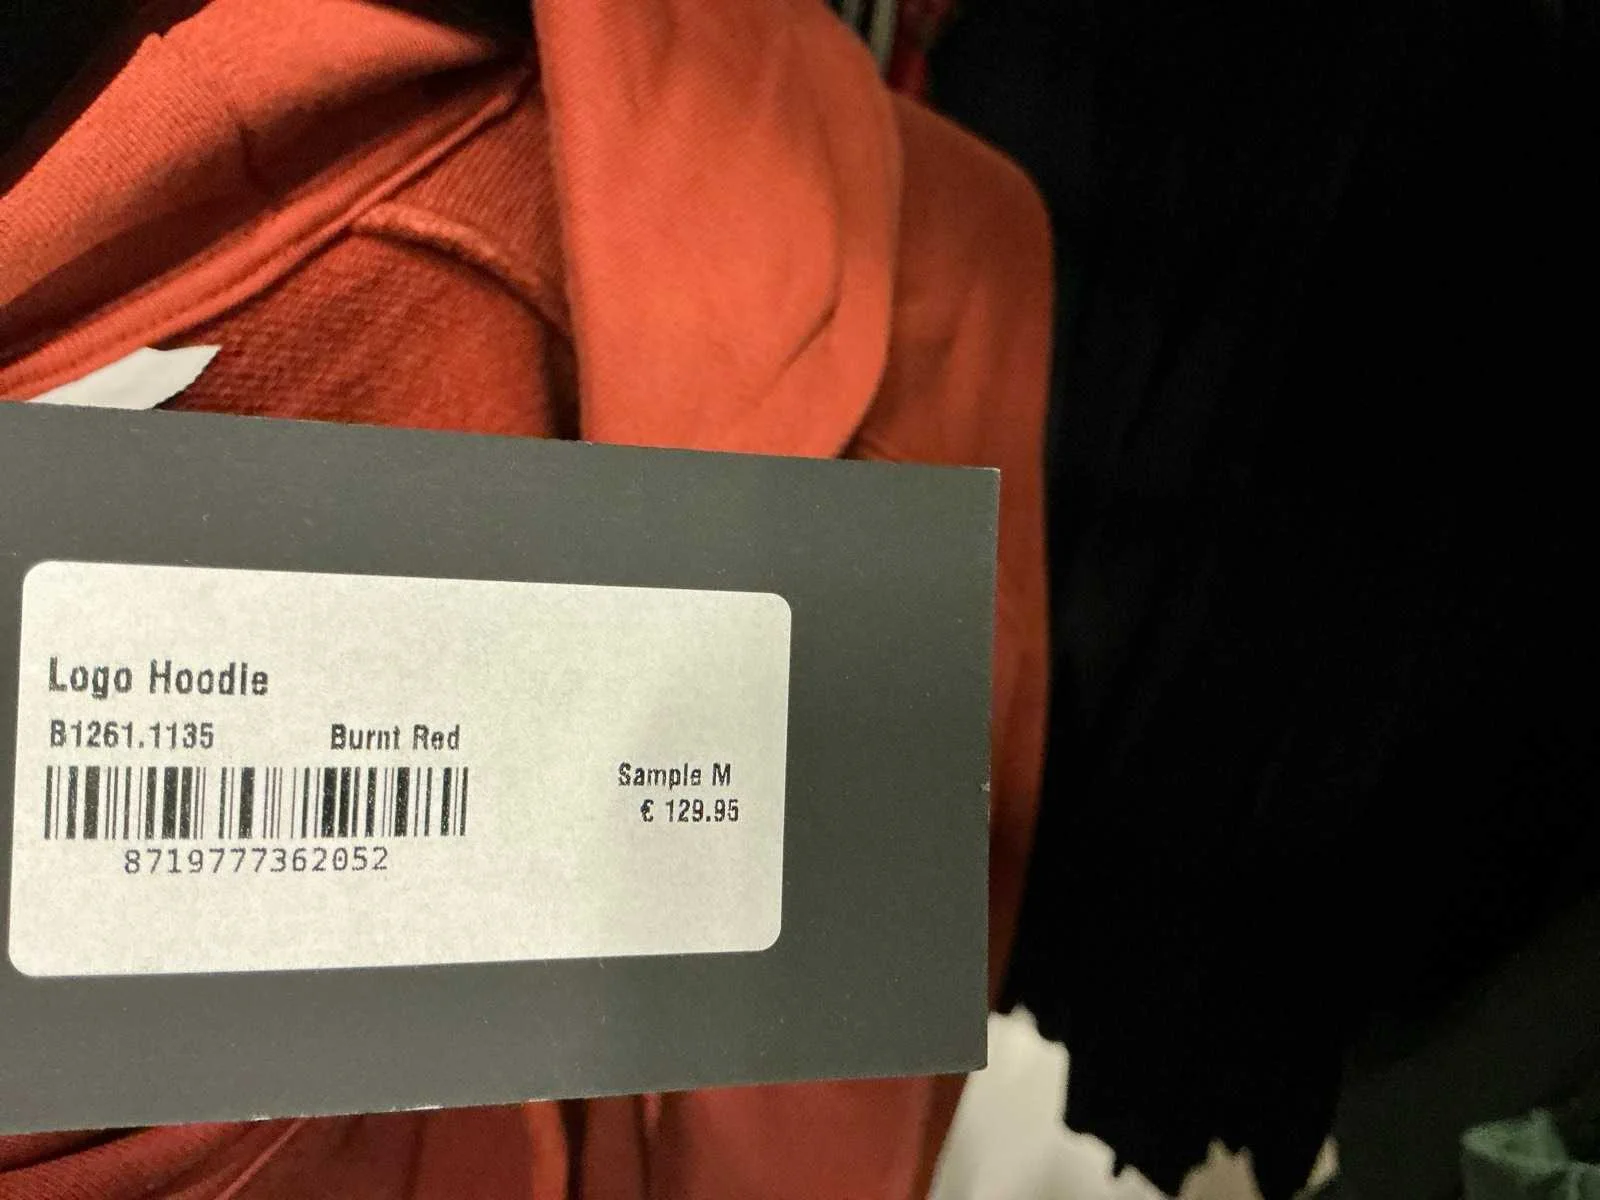 Logo Hoodie
B1261.1135 Burnt Red
Sample M
€ 129.95
8719777362052